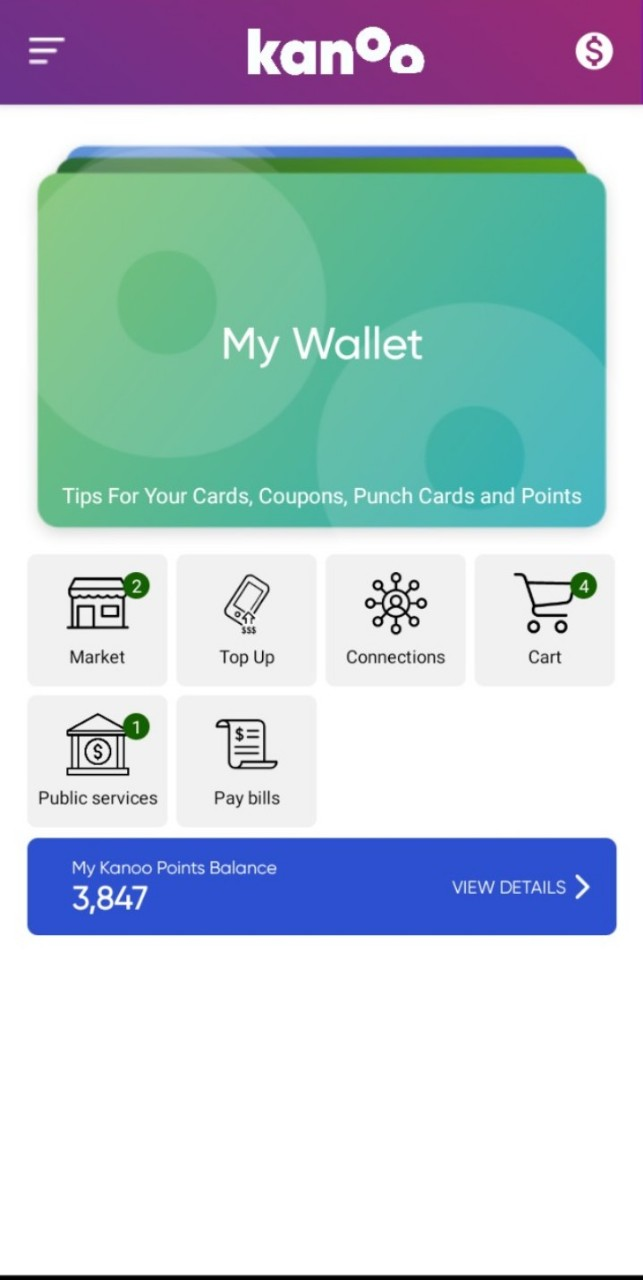 kanoo
$
My Wallet
Tips For Your Cards, Coupons, Punch Cards and Points
2
4
$$$
Market
Top Up
Connections
Cart
1
$
$
Public services
Pay bills
My Kanoo Points Balance
3,847
VIEW DETAILS